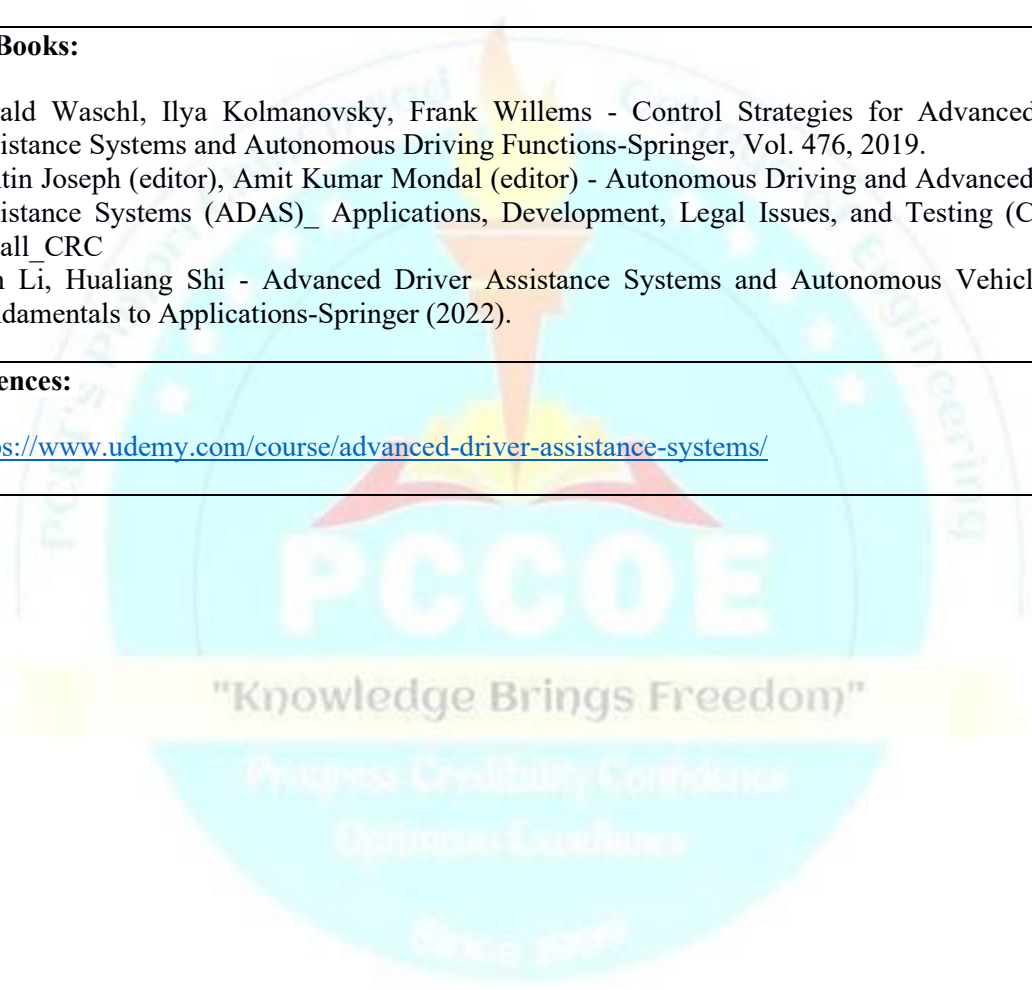 Books:
ald Waschl, Ilya Kolmanovsky, Frank Willems - Control Strategies for Advanced
istance Systems and Autonomous Driving Functions-Springer, Vol. 476, 2019.
tin Joseph (editor), Amit Kumar Mondal (editor) - Autonomous Driving and Advanced
istance Systems (ADAS)_ Applications, Development, Legal Issues, and Testing (C
all_CRC
Li, Hualiang Shi - Advanced Driver Assistance Systems and Autonomous Vehicl
ndamentals to Applications-Springer (2022).
ences:
ps://www.udemy.com/course/advanced-driver-assistance-systems/
PCCOE
"Knowledge Brings Freedom"
Progress Credibility Confidence
Optimism Excellence
Engineering